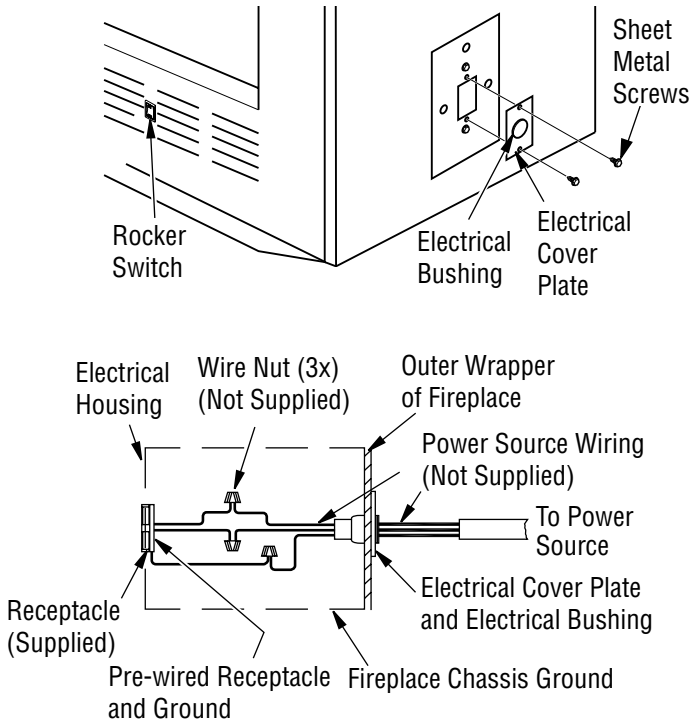 Sheet
Metal
Screws
Rocker
Switch
Electrical
Bushing
Electrical
Cover
Plate
Electrical
Housing
Wire Nut (3x)
(Not Supplied)
Outer Wrapper
of Fireplace
Power Source Wiring
(Not Supplied)
To Power
Source
Electrical Cover Plate
and Electrical Bushing
Receptacle
(Supplied)
Pre-wired Receptacle
and Ground
Fireplace Chassis Ground